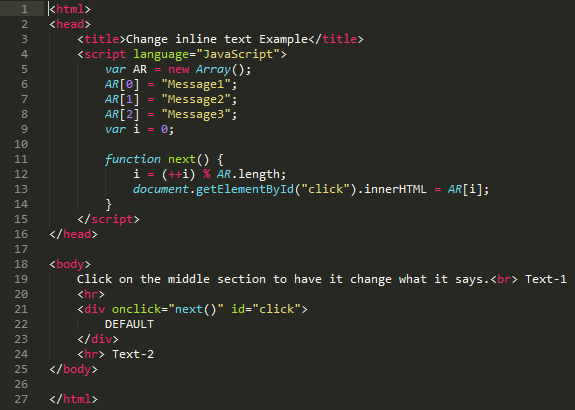 1 <html>
2 <head>
3     <title>Change inline text Example</title>
4     <script language="JavaScript">
5         var AR = new Array();
6         AR[0] = "Message1";
7         AR[1] = "Message2";
8         AR[2] = "Message3";
9         var i = 0;
10
11         function next() {
12             i = (++i) % AR.length;
13             document.getElementById("click").innerHTML = AR[i];
14         }
15     </script>
16 </head>
17
18 <body>
19     Click on the middle section to have it change what it says.<br> Text-1
20     <hr>
21     <div onclick="next()" id="click">
22         DEFAULT
23     </div>
24     <hr> Text-2
25 </body>
26
27 </html>